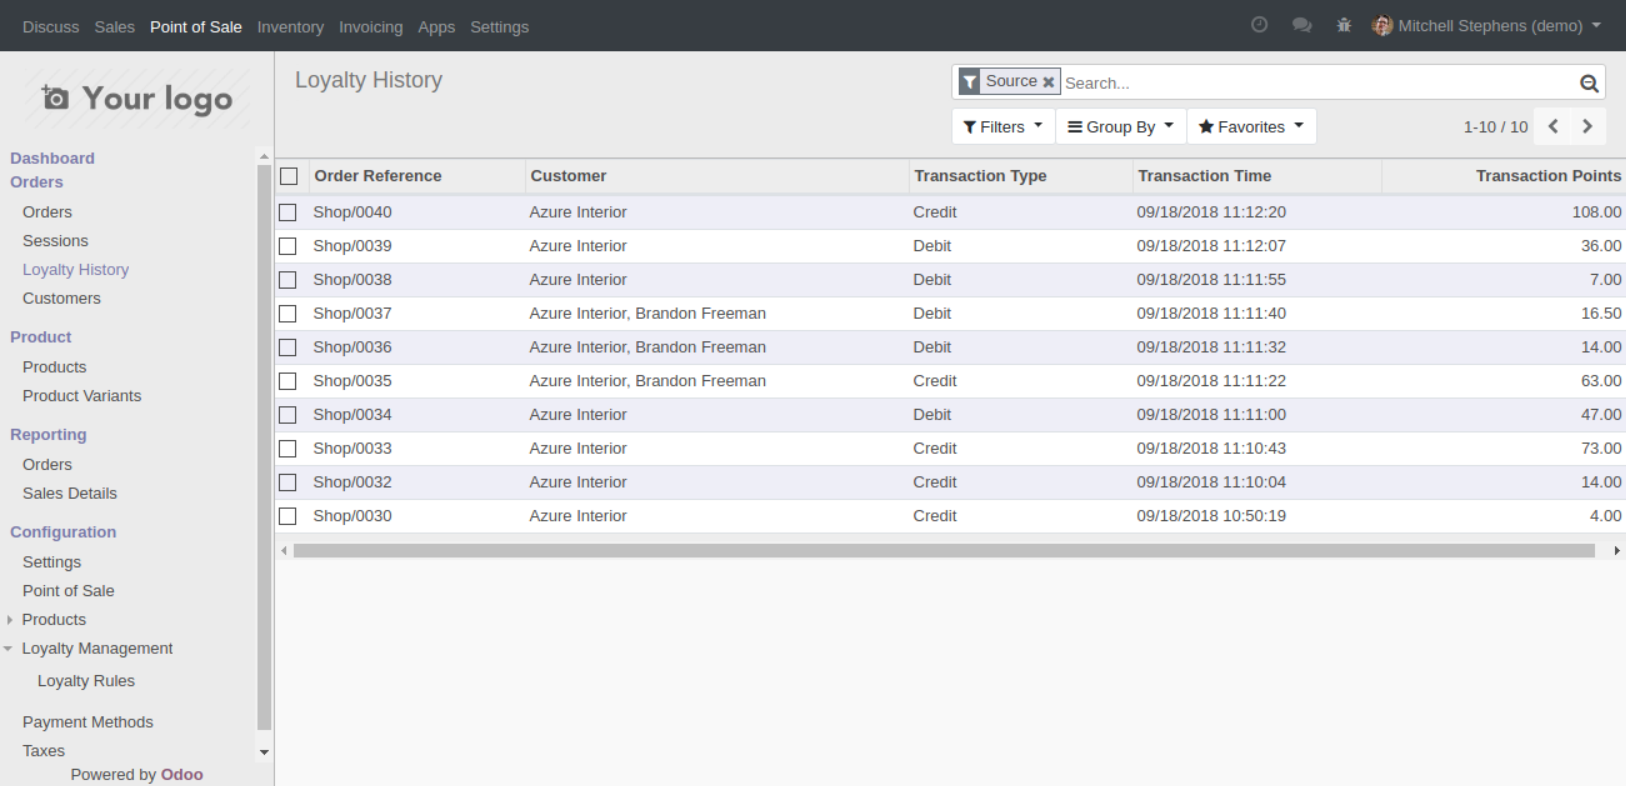 Discuss Sales Point of Sale Inventory Invoicing Apps Settings Mitchell Stephens (demo)
Your logo
Dashboard
Orders
Orders
Sessions
Loyalty History
Customers
Product
Products
Product Variants
Reporting
Orders
Sales Details
Configuration
Settings
Point of Sale
Products
Loyalty Management
Loyalty Rules
Payment Methods
Taxes
Powered by Odoo
Loyalty History
Source Search...
Filters Group By Favorites 1-10 / 10
Order Reference Customer Transaction Type Transaction Time Transaction Points
Shop/0040 Azure Interior Credit 09/18/2018 11:12:20 108.00
Shop/0039 Azure Interior Debit 09/18/2018 11:12:07 36.00
Shop/0038 Azure Interior Debit 09/18/2018 11:11:55 7.00
Shop/0037 Azure Interior, Brandon Freeman Debit 09/18/2018 11:11:40 16.50
Shop/0036 Azure Interior, Brandon Freeman Debit 09/18/2018 11:11:32 14.00
Shop/0035 Azure Interior, Brandon Freeman Credit 09/18/2018 11:11:22 63.00
Shop/0034 Azure Interior Debit 09/18/2018 11:11:00 47.00
Shop/0033 Azure Interior Credit 09/18/2018 11:10:43 73.00
Shop/0032 Azure Interior Credit 09/18/2018 11:10:04 14.00
Shop/0030 Azure Interior Credit 09/18/2018 10:50:19 4.00